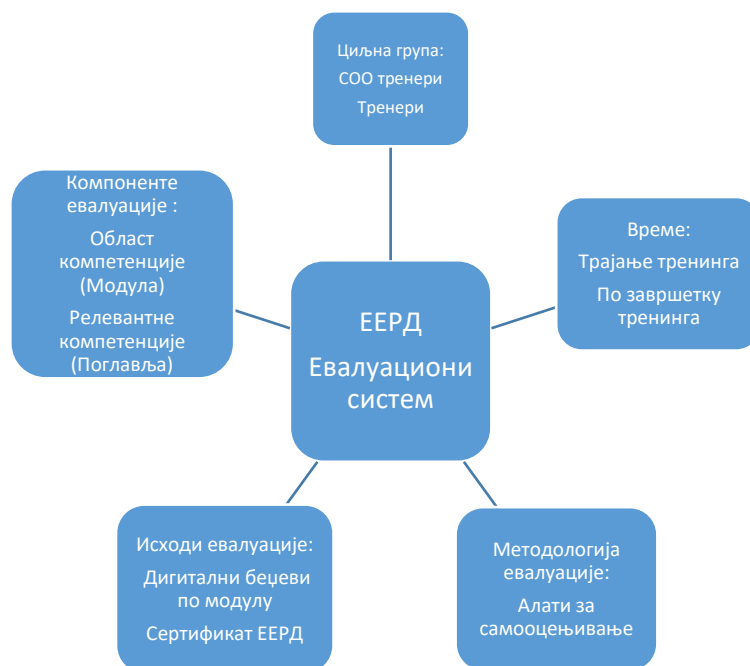 Циљна група:
СОО тренери
Тренери
Компоненте
евалуације :
Област
компетенције
(Модула)
Релевантне
компетенције
(Поглавља)
Време:
Трајање тренинга
По завршетку
тренинга
ЕЕРД
Евалуациони
систем
Исходи евалуације:
Дигитални беџеви
по модулу
Сертификат ЕЕРД
Методологија
евалуације:
Алати за
самооцењивање